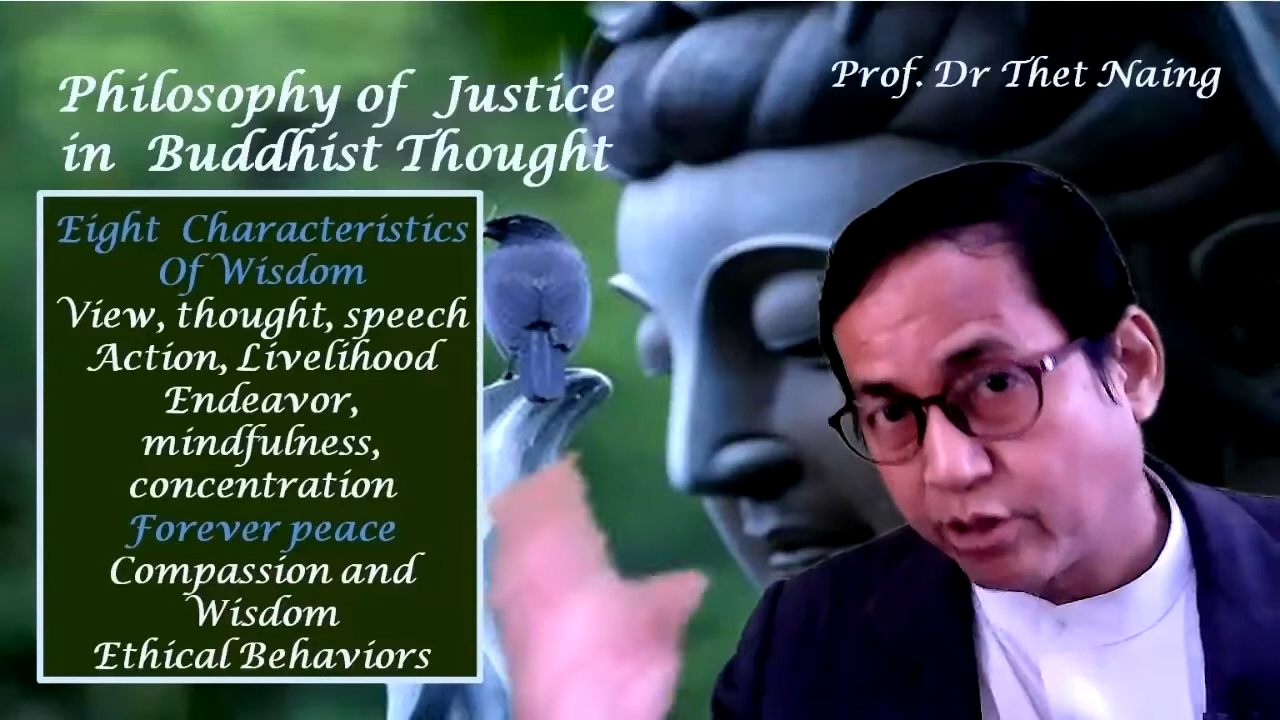 Philosophy of Justice
in Buddhist Thought
Prof. Dr Thet Naing
Eight Characteristics
Of Wisdom
View, thought, speech
Action, Livelihood
Endeavor,
mindfulness,
concentration
Forever peace
Compassion and
Wisdom
Ethical Behaviors